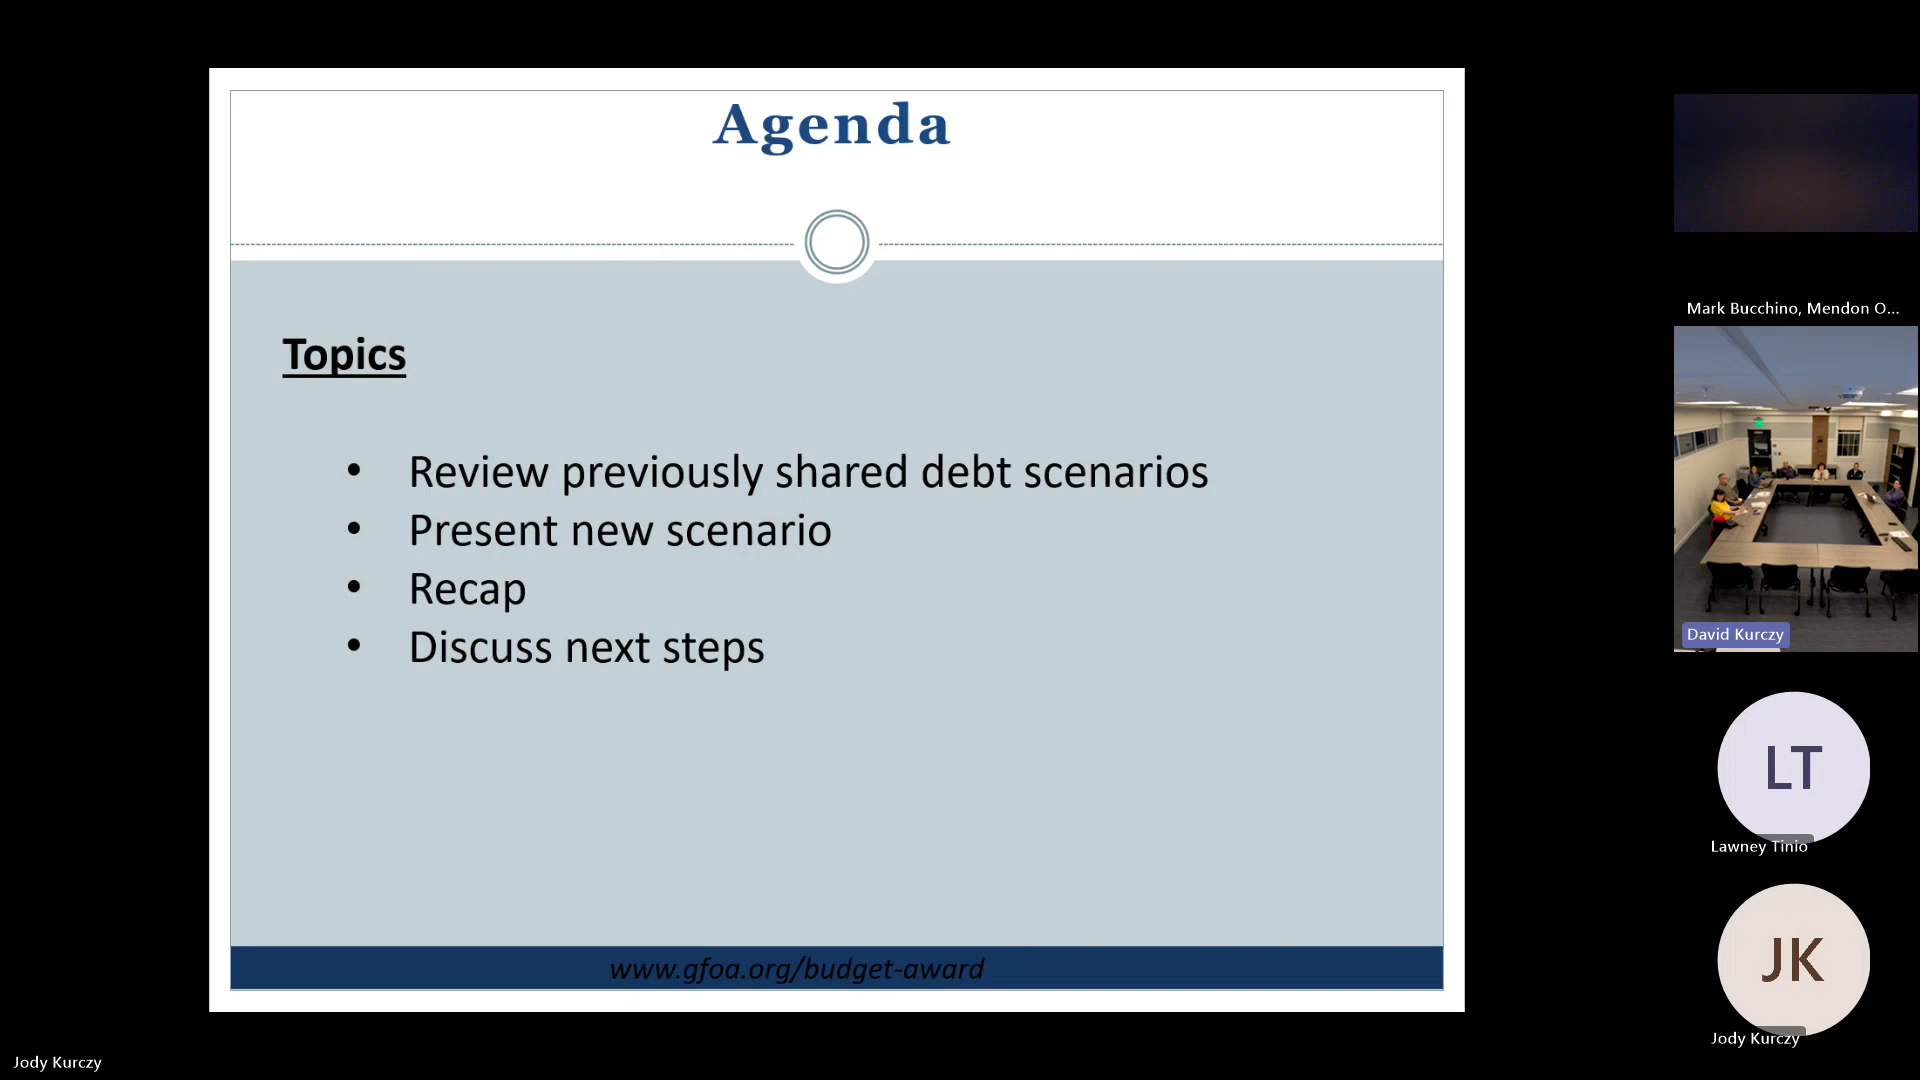 Agenda
Topics
• Review previously shared debt scenarios
• Present new scenario
• Recap
• Discuss next steps
www.gfoa.org/budget-award
Mark Bucchino, Mendon O...
David Kurczy
LT
Lawney Tinio
JK
Jody Kurczy
Jody Kurczy